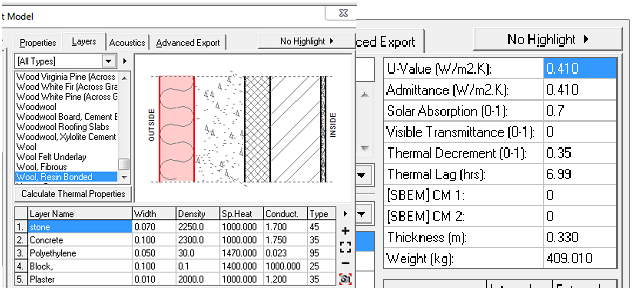 t Model
Properties Layers Acoustics Advanced Export No Highlight
[All Types]
Wood Virginia Pine (Across
Wood White Fir (Across Gra
Wood White Pine (Across G
Woodwool
Woodwool Board, Cement B
Woodwool Roofing Slabs
Woodwool, Xylolite Cement
Wool
Wool Felt Underlay
Wool, Fibrous
Wool, Resin Bonded
Calculate Thermal Properties
OUTSIDE
INSIDE
Layer Name Width Density Sp.Heat Conduct. Type
1. stone 0.070 2250.0 1000.000 1.700 45
2. Concrete 0.100 2300.0 1000.000 1.750 35
3. Polyethylene 0.050 30.0 1470.000 0.023 95
4. Block, 0.100 0.1 1400.000 1000.000 25
5. Plaster 0.010 2000.0 1000.000 1.200 35
ced Export No Highlight
U-Value (W/m2.K): 0.410
Admittance (W/m2.K): 0.410
Solar Absorption (0-1): 0.7
Visible Transmittance (0-1): 0
Thermal Decrement (0-1): 0.35
Thermal Lag (hrs): 6.99
[SBEM] CM 1: 0
[SBEM] CM 2: 0
Thickness (m): 0.330
Weight (kg): 409.010